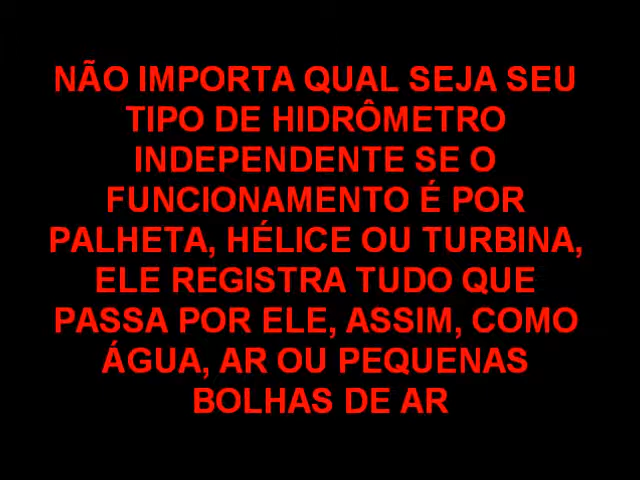 NÃO IMPORTA QUAL SEJA SEU
TIPO DE HIDRÔMETRO
INDEPENDENTE SE O
FUNCIONAMENTO É POR
PALHETA, HÉLICE OU TURBINA,
ELE REGISTRA TUDO QUE
PASSA POR ELE, ASSIM, COMO
ÁGUA, AR OU PEQUENAS
BOLHAS DE AR